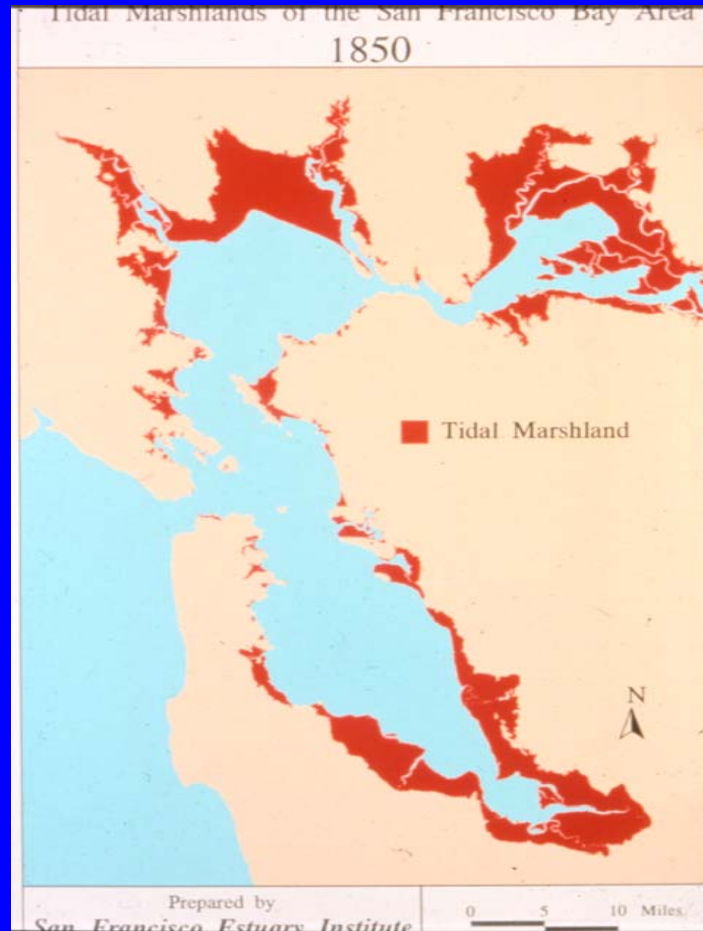 Tidal Marshlands of the San Francisco Bay Area
1850
Tidal Marshland
N
Prepared by
San Francisco Estuary Institute
0 5 10 Miles